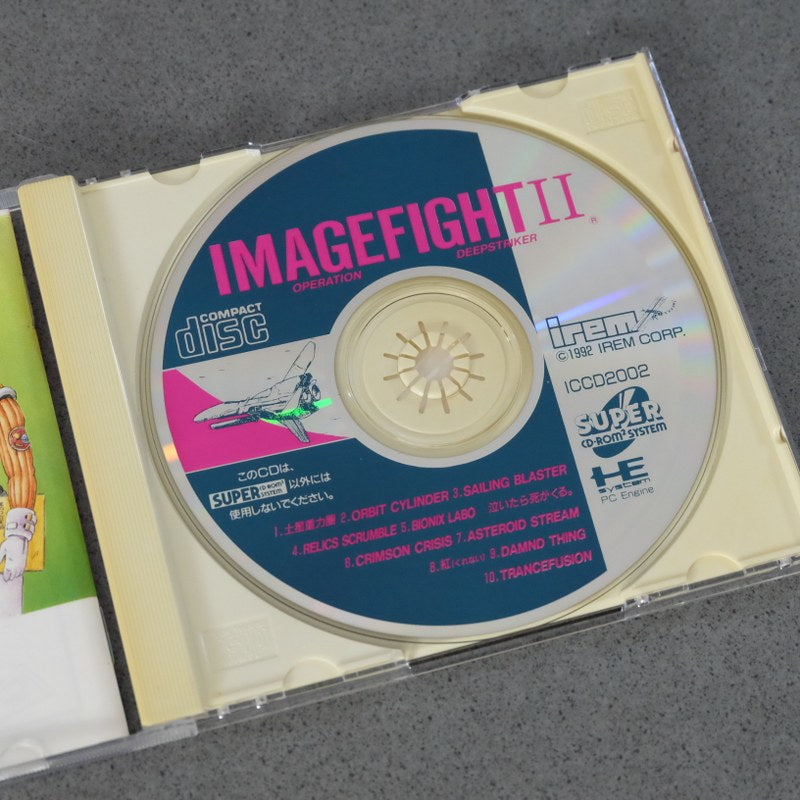 IMAGEFIGHT II
OPERATION DEEPSTRIKER
R
COMPACT
disc
irem
©1992 IREM CORP.
ICCD2002
SUPER
CD-ROM² SYSTEM
HE
system
PC Engine
このCDは、
SUPER CD-ROM² SYSTEM 以外には
使用しないでください。
1. 土星重力圏 2. ORBIT CYLINDER 3. SAILING BLASTER
4. RELICS SCRUMBLE 5. BIONIX LABO 泣いたら死がくる。
6. CRIMSON CRISIS 7. ASTEROID STREAM
8. 紅(くれない) 9. DAMND THING
10. TRANCEFUSION